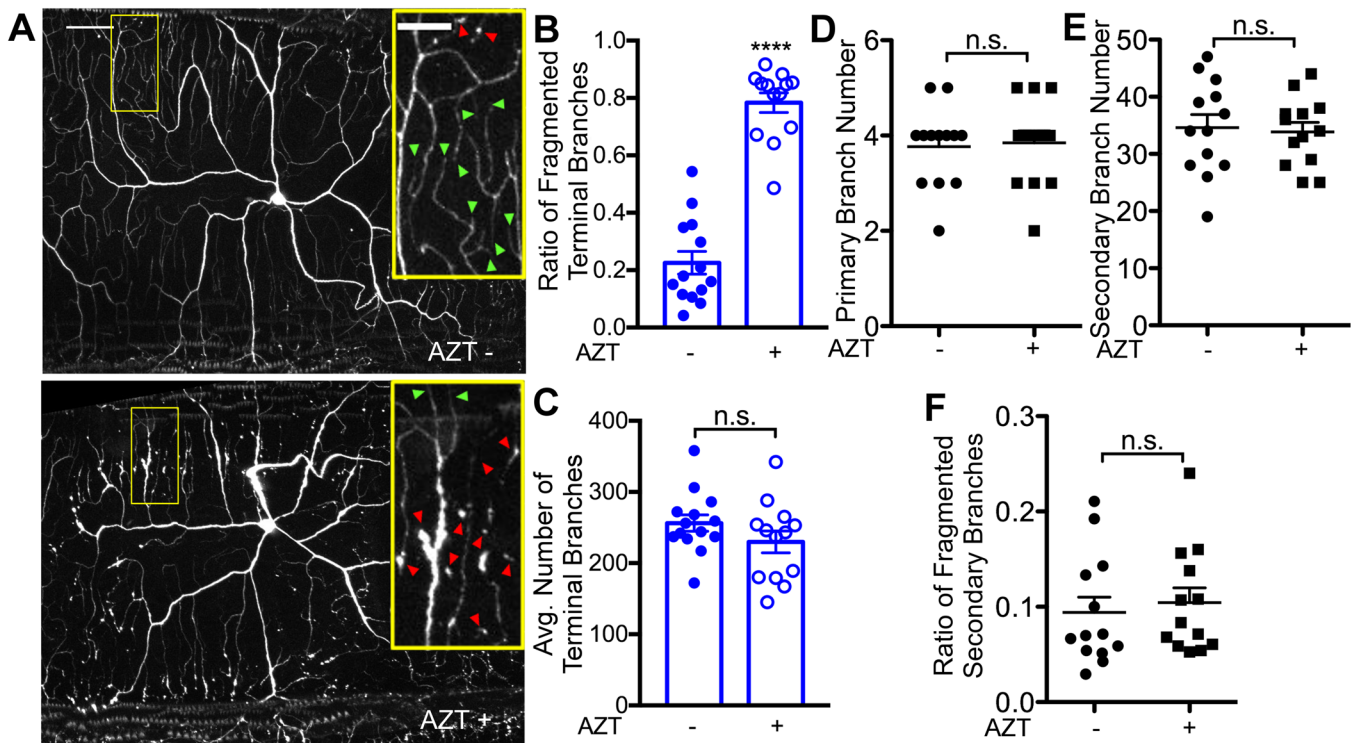 A
AZT -
AZT +
B
Ratio of Fragmented
Terminal Branches
1.0
0.8
0.6
0.4
0.2
0.0
****
AZT - +
C
Avg. Number of
Terminal Branches
400
300
200
100
0
n.s.
AZT - +
D
Primary Branch Number
6
4
2
0
n.s.
AZT - +
E
Secondary Branch Number
50
40
30
20
10
0
n.s.
AZT - +
F
Ratio of Fragmented
Secondary Branches
0.3
0.2
0.1
0.0
n.s.
AZT - +